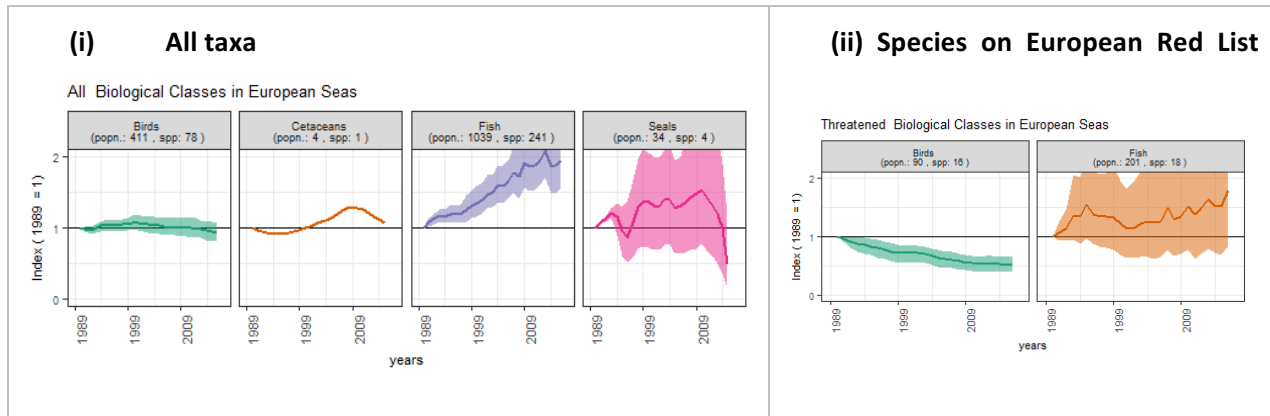 (i) All taxa
All Biological Classes in European Seas
Birds
(popn.: 411 , spp: 78 )
Cetaceans
(popn.: 4 , spp: 1 )
Fish
(popn.: 1039 , spp: 241 )
Seals
(popn.: 34 , spp: 4 )
Index ( 1989 = 1)
2
1
0
1989
1999
2009
1989
1999
2009
1989
1999
2009
1989
1999
2009
years
(ii) Species on European Red List
Threatened Biological Classes in European Seas
Birds
(popn.: 90 , spp: 16 )
Fish
(popn.: 201 , spp: 18 )
Index ( 1989 = 1)
2
1
0
1989
1999
2009
1989
1999
2009
years